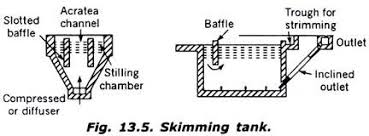 Slotted
baffle
Acratea
channel
Stilling
chamber
Compressed
or diffuser
Baffle
Trough for
strimming
Outlet
Inclined
outlet
Fig. 13.5. Skimming tank.